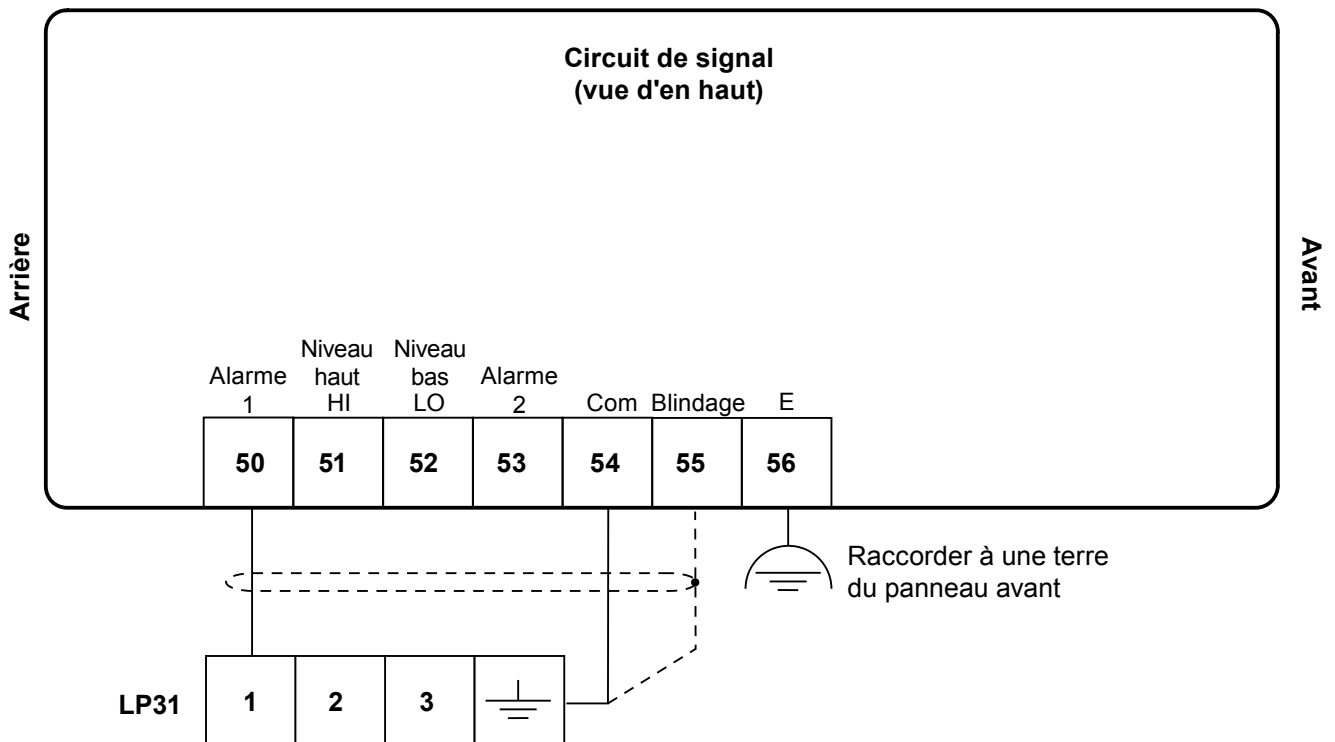 Circuit de signal
(vue d'en haut)
Arrière
Avant
Alarme
1
Niveau
haut
HI
Niveau
bas
LO
Alarme
2
Com
Blindage
E
50
51
52
53
54
55
56
Raccorder à une terre
du panneau avant
LP31
1
2
3